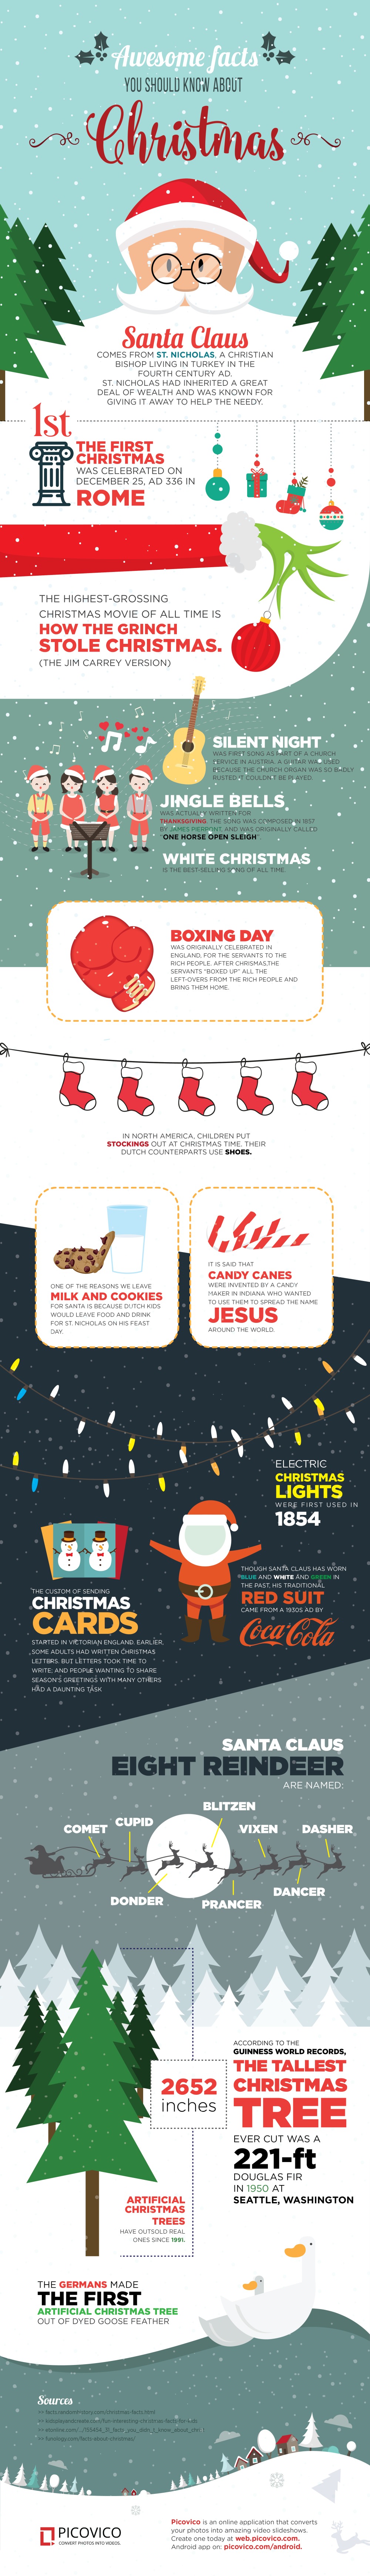 Awesome facts
YOU SHOULD KNOW ABOUT
Christmas
Santa Claus
COMES FROM ST. NICHOLAS, A CHRISTIAN
BISHOP LIVING IN TURKEY IN THE
FOURTH CENTURY AD.
ST. NICHOLAS HAD INHERITED A GREAT
DEAL OF WEALTH AND WAS KNOWN FOR
GIVING IT AWAY TO HELP THE NEEDY.
1st
THE FIRST
CHRISTMAS
WAS CELEBRATED ON
DECEMBER 25, AD 336 IN
ROME
THE HIGHEST-GROSSING
CHRISTMAS MOVIE OF ALL TIME IS
HOW THE GRINCH
STOLE CHRISTMAS.
(THE JIM CARREY VERSION)
SILENT NIGHT
WAS FIRST SONG AS PART OF A CHURCH
SERVICE IN AUSTRIA. A GUITAR WAS USED
BECAUSE THE CHURCH ORGAN WAS SO BADLY
RUSTED IT COULDN'T BE PLAYED.
JINGLE BELLS,
WAS ACTUALLY WRITTEN FOR
THANKSGIVING. THE SONG WAS COMPOSED IN 1857
BY JAMES PIERPONT, AND WAS ORIGINALLY CALLED
"ONE HORSE OPEN SLEIGH"
WHITE CHRISTMAS
IS THE BEST-SELLING SONG OF ALL TIME.
BOXING DAY
WAS ORIGINALLY CELEBRATED IN
ENGLAND, FOR THE SERVANTS TO THE
RICH PEOPLE. AFTER CHRISMAS,THE
SERVANTS "BOXED UP" ALL THE
LEFT-OVERS FROM THE RICH PEOPLE AND
BRING THEM HOME.
IN NORTH AMERICA, CHILDREN PUT
STOCKINGS OUT AT CHRISTMAS TIME. THEIR
DUTCH COUNTERPARTS USE SHOES.
ONE OF THE REASONS WE LEAVE
MILK AND COOKIES
FOR SANTA IS BECAUSE DUTCH KIDS
WOULD LEAVE FOOD AND DRINK
FOR ST. NICHOLAS ON HIS FEAST
DAY.
IT IS SAID THAT
CANDY CANES
WERE INVENTED BY A CANDY
MAKER IN INDIANA WHO WANTED
TO USE THEM TO SPREAD THE NAME
JESUS
AROUND THE WORLD.
ELECTRIC
CHRISTMAS
LIGHTS
WERE FIRST USED IN
1854
THE CUSTOM OF SENDING
CHRISTMAS
CARDS
STARTED IN VICTORIAN ENGLAND. EARLIER,
SOME ADULTS HAD WRITTEN CHRISTMAS
LETTERS. BUT LETTERS TOOK TIME TO
WRITE; AND PEOPLE WANTING TO SHARE
SEASON'S GREETINGS WITH MANY OTHERS
HAD A DAUNTING TASK
THOUGH SANTA CLAUS HAS WORN
BLUE AND WHITE AND GREEN IN
THE PAST, HIS TRADITIONAL
RED SUIT
CAME FROM A 1930S AD BY
Coca-Cola
SANTA CLAUS
EIGHT REINDEER
ARE NAMED:
BLITZEN
CUPID
COMET
VIXEN
DASHER
DONDER
PRANCER
DANCER
ACCORDING TO THE
GUINNESS WORLD RECORDS,
THE TALLEST
CHRISTMAS
TREE
EVER CUT WAS A
221-ft
DOUGLAS FIR
IN 1950 AT
SEATTLE, WASHINGTON
2652
inches
ARTIFICIAL
CHRISTMAS
TREES
HAVE OUTSOLD REAL
ONES SINCE 1991.
THE GERMANS MADE
THE FIRST
ARTIFICIAL CHRISTMAS TREE
OUT OF DYED GOOSE FEATHER
Sources
>> facts.randomhistory.com/christmas-facts.html
PICOVICO
CONVERT PHOTOS INTO VIDEOS.
Picovico is an online application that converts
your photos into amazing video slideshows.
Create one today at web.picovico.com.
Android app on: picovico.com/android.